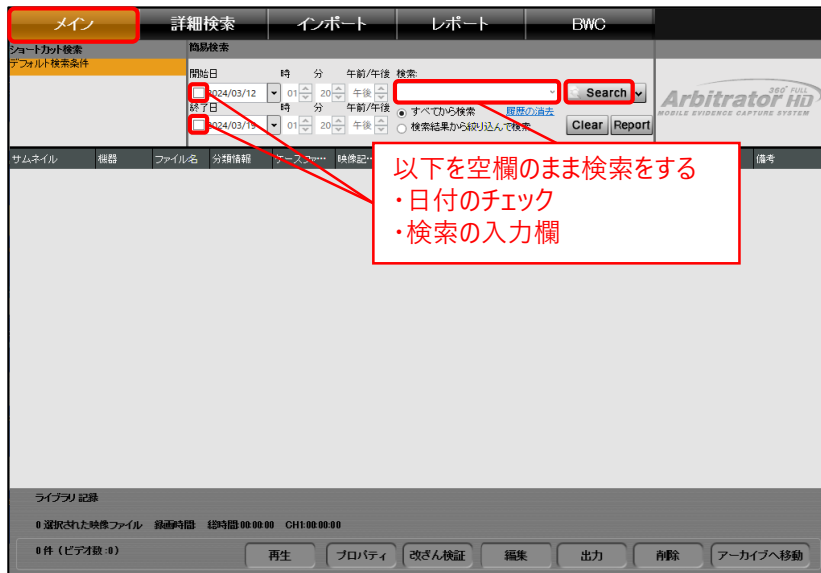 メイン 詳細検索 インポート レポート BWC
ショートカット検索 簡易検索
デフォルト検索条件
開始日 時 分 午前/午後 検索:
2024/03/12 01 20 午後 Search
終了日 時 分 午前/午後 すべてから検索 履歴の消去
2024/03/19 01 20 午後 検索結果から絞り込んで検索 Clear Report
Arbitrator 360° FULL HD
MOBILE EVIDENCE CAPTURE SYSTEM
サムネイル 機器 ファイル名 分類情報 ケースファ… 映像記… 備考
以下を空欄のまま検索をする
・日付のチェック
・検索の入力欄
ライブラリ 記録
0 選択された映像ファイル 録画時間: 総時間:00:00:00 CH1:00:00:00
0 件 (ビデオ数 :0) 再生 プロパティ 改ざん検証 編集 出力 削除 アーカイブへ移動